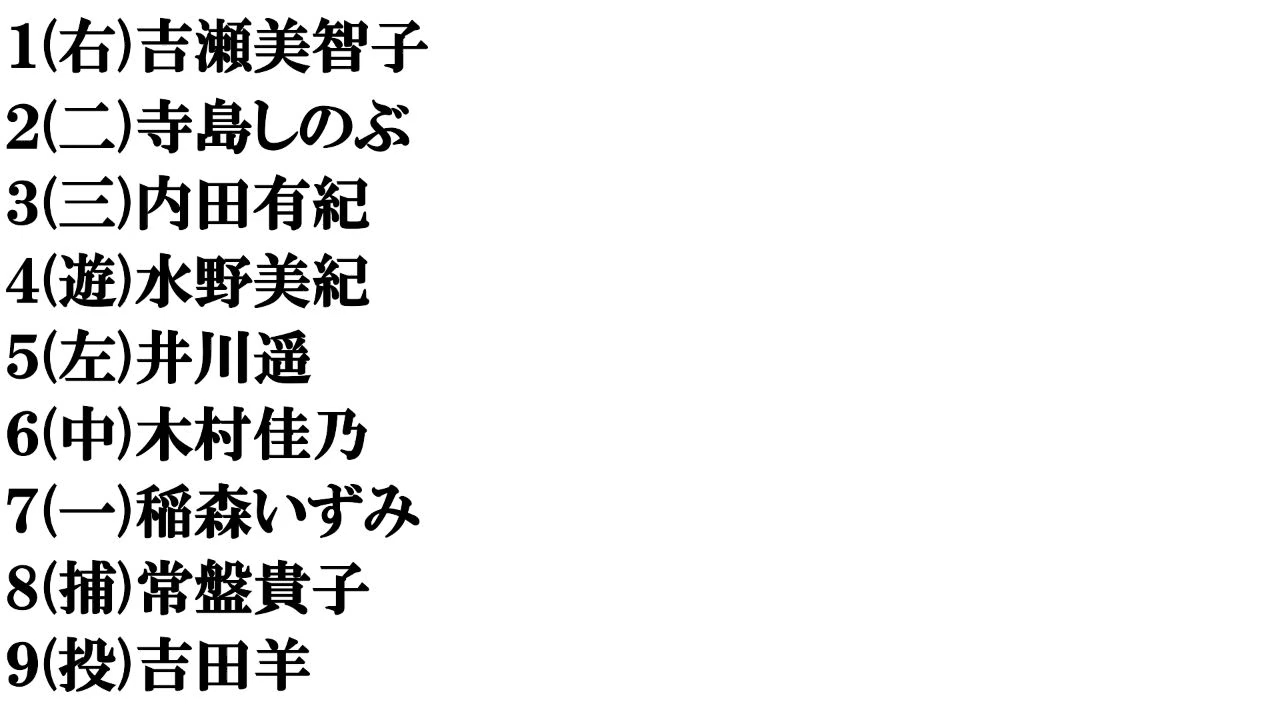 1(右)吉瀬美智子
2(二)寺島しのぶ
3(三)内田有紀
4(遊)水野美紀
5(左)井川遥
6(中)木村佳乃
7(一)稲森いずみ
8(捕)常盤貴子
9(投)吉田羊